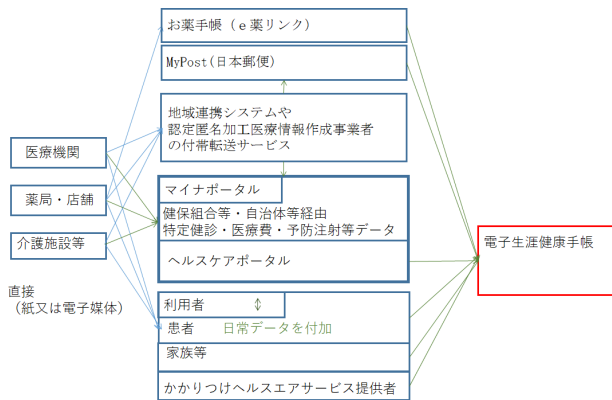 お薬手帳（ｅ薬リンク）
MyPost(日本郵便)
地域連携システムや
認定匿名加工医療情報作成事業者
の付帯転送サービス
医療機関
薬局・店舗
介護施設等
直接
（紙又は電子媒体）
マイナポータル
健保組合等・自治体等経由
特定健診・医療費・予防注射等データ
ヘルスケアポータル
利用者
患者　日常データを付加
家族等
かかりつけヘルスエアサービス提供者
電子生涯健康手帳